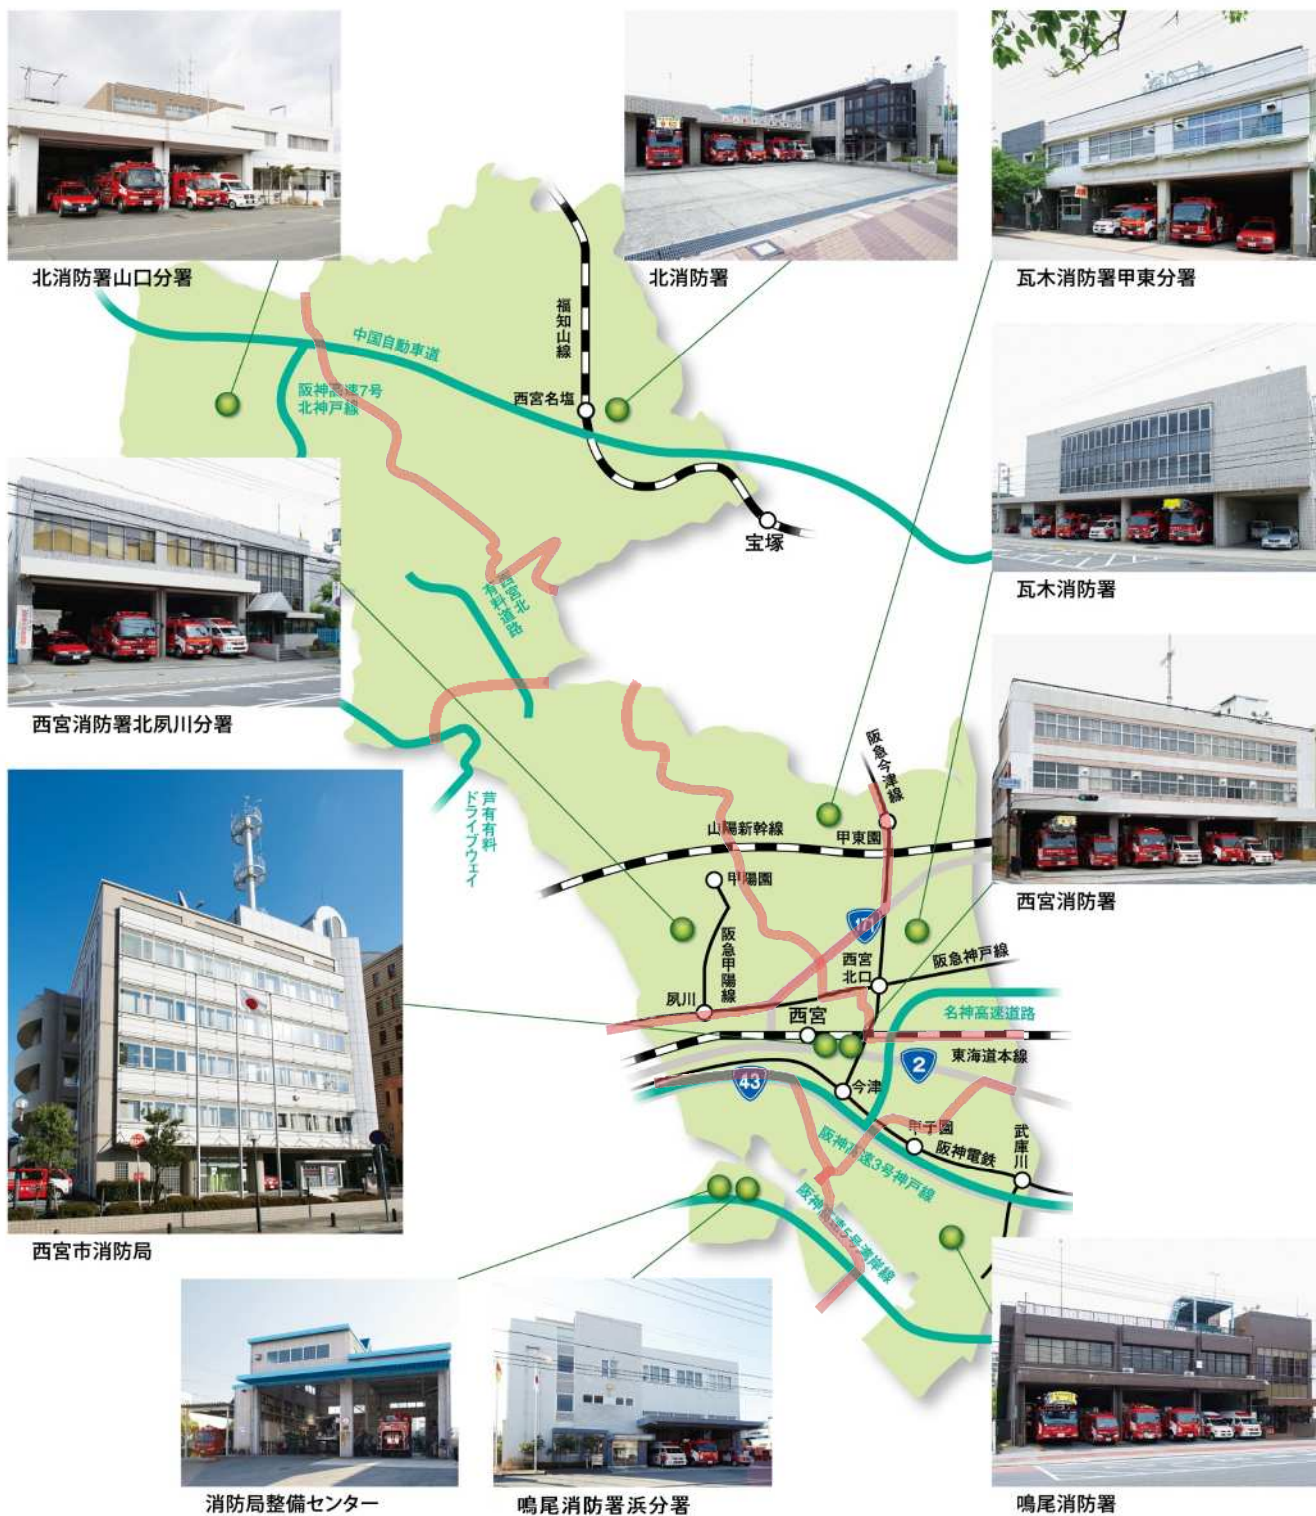 北消防署山口分署
北消防署
瓦木消防署甲東分署
福知山線
中国自動車道
阪神高速7号
北神戸線
西宮名塩
宝塚
瓦木消防署
西宮北
有料道路
西宮消防署北夙川分署
芦有有料
ドライブウェイ
阪急今津線
山陽新幹線
甲東園
甲陽園
西宮消防署
171
阪急甲陽線
西宮
北口
阪急神戸線
夙川
西宮
名神高速道路
東海道本線
2
43
今津
甲子園
阪神電鉄
武庫川
阪神高速3号神戸線
阪神高速5号湾岸線
西宮市消防局
消防局整備センター
鳴尾消防署浜分署
鳴尾消防署